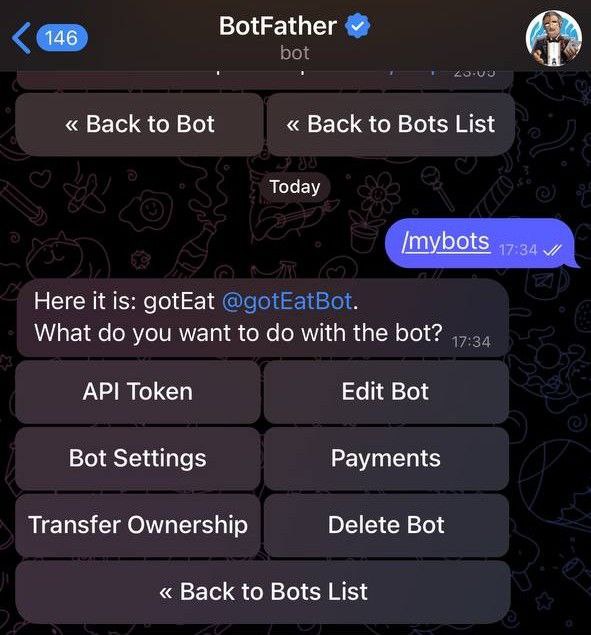 146
BotFather
bot
23:05
« Back to Bot
« Back to Bots List
Today
/mybots 17:34
Here it is: gotEat @gotEatBot.
What do you want to do with the bot? 17:34
API Token
Edit Bot
Bot Settings
Payments
Transfer Ownership
Delete Bot
« Back to Bots List